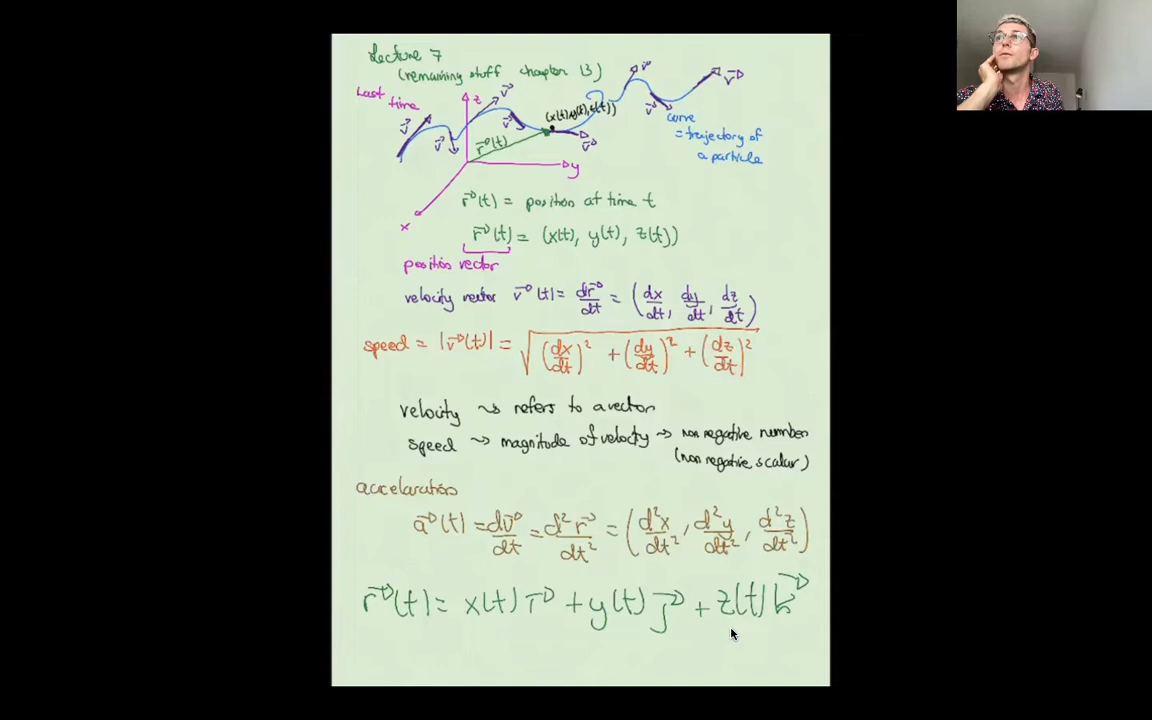 Lecture 7
(remaining stuff chapter 13)
Last time
z
y
x
v⃗
v⃗
v⃗
v⃗
v⃗
v⃗
v⃗
v⃗
(x(t),y(t),z(t))
r⃗(t)
curve
=trajectory of
a particle
r⃗(t) = position at time t
r⃗(t) = (x(t), y(t), z(t))
position vector
velocity vector v⃗(t) = dr⃗/dt = (dx/dt, dy/dt, dz/dt)
speed = |v⃗(t)| = √((dx/dt)² + (dy/dt)² + (dz/dt)²)
velocity ⇝ refers to a vector
speed ⇝ magnitude of velocity → non negative number
(non negative scalar)
acceleration
a⃗(t) = dv⃗/dt = d²r⃗/dt² = (d²x/dt², d²y/dt², d²z/dt²)
r⃗(t) = x(t) i⃗ + y(t) j⃗ + z(t) k⃗